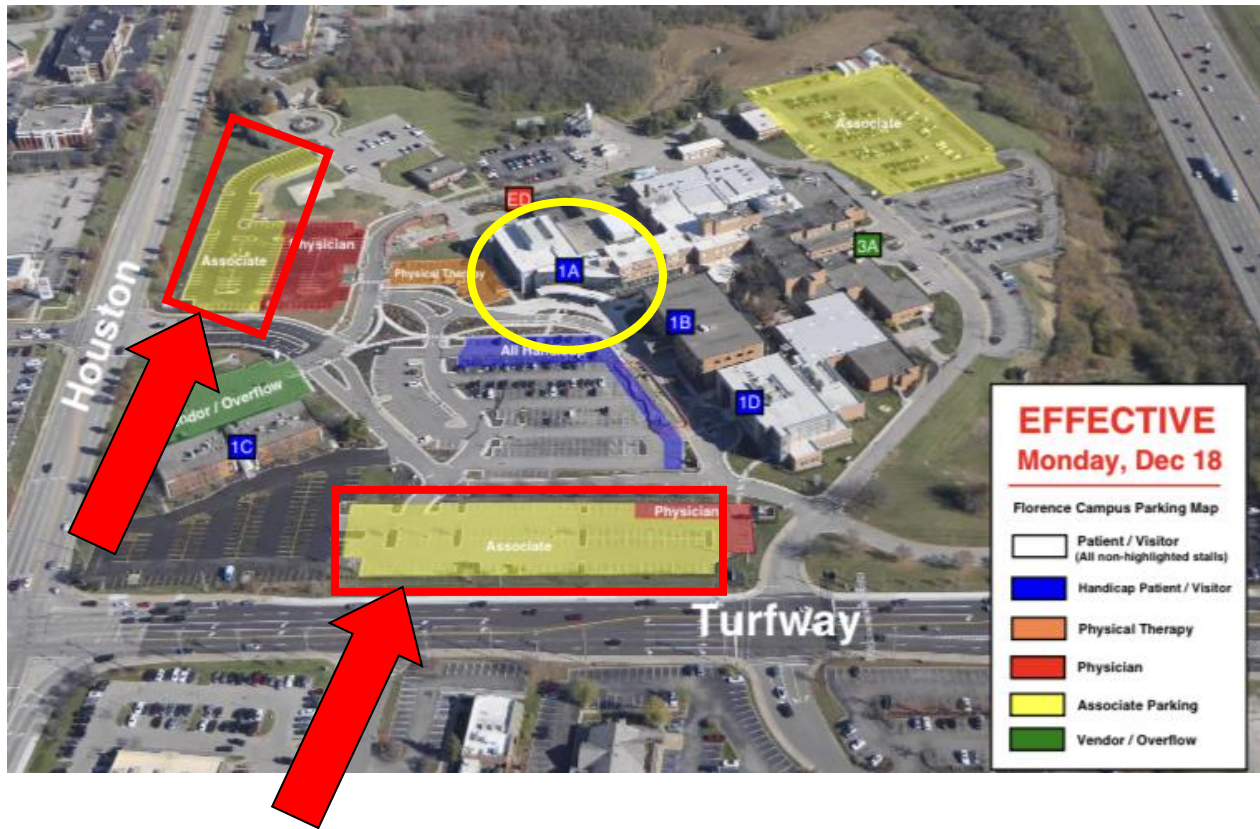 Associate
ED
Physician
3A
Associate
Physical Therapy
1A
Houston
1B
All Handicap
Vendor / Overflow
1D
1C
Physician
Associate
Turfway
EFFECTIVE
Monday, Dec 18
Florence Campus Parking Map
Patient / Visitor
(All non-highlighted stalls)
Handicap Patient / Visitor
Physical Therapy
Physician
Associate Parking
Vendor / Overflow